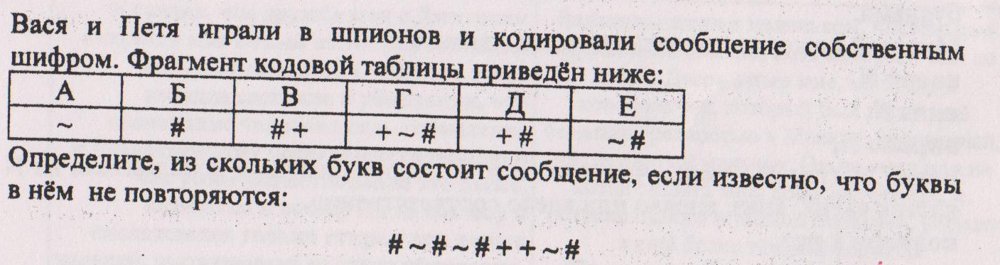 Вася и Петя играли в шпионов и кодировали сообщение собственным
шифром. Фрагмент кодовой таблицы приведён ниже:
А Б В Г Д Е
~ # # + + ~ # + # ~ #
Определите, из скольких букв состоит сообщение, если известно, что буквы
в нём не повторяются:
# ~ # ~ # + + ~ #